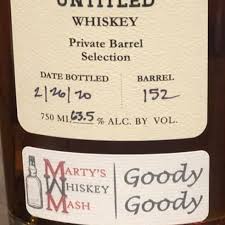 UNTITLED
WHISKEY
Private Barrel
Selection
DATE BOTTLED BARREL
2/26/20 152
750 ML 63.5 % ALC. BY VOL.
MARTY'S
WHISKEY
MASH
Goody
Goody